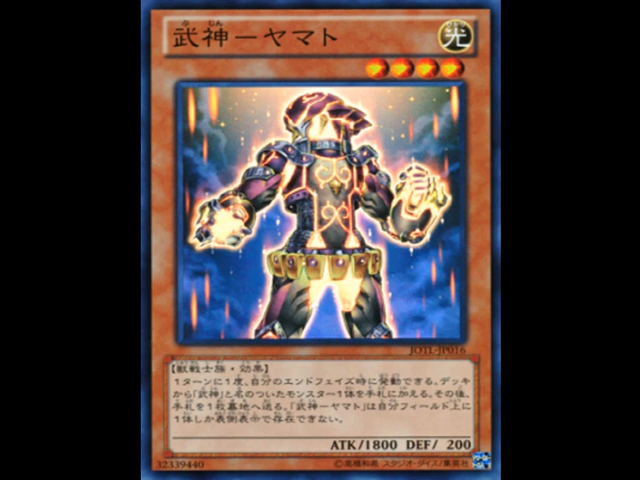 武神－ヤマト
光
JOTL-JP016
【獣戦士族・効果】
1ターンに1度、自分のエンドフェイズ時に発動できる。デッキ
から「武神」と名のついたモンスター1体を手札に加える。その後、
手札を1枚墓地へ送る。「武神－ヤマト」は自分フィールド上に
1体しか表側表示で存在できない。
ATK/1800 DEF/ 200
32339440
©高橋和希 スタジオ・ダイス/集英社